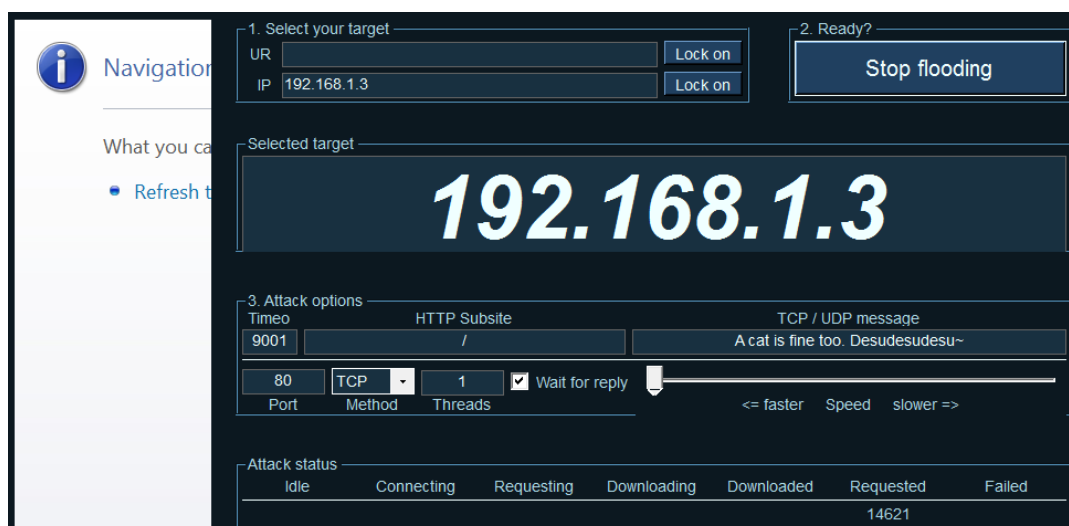 Navigation
What you ca
Refresh t
1. Select your target
UR
Lock on
IP 192.168.1.3 Lock on
2. Ready?
Stop flooding
Selected target
192.168.1.3
3. Attack options
Timeo HTTP Subsite TCP / UDP message
9001 / A cat is fine too. Desudesudesu~
80 TCP 1 Wait for reply
Port Method Threads <= faster Speed slower =>
Attack status
Idle Connecting Requesting Downloading Downloaded Requested Failed
14621